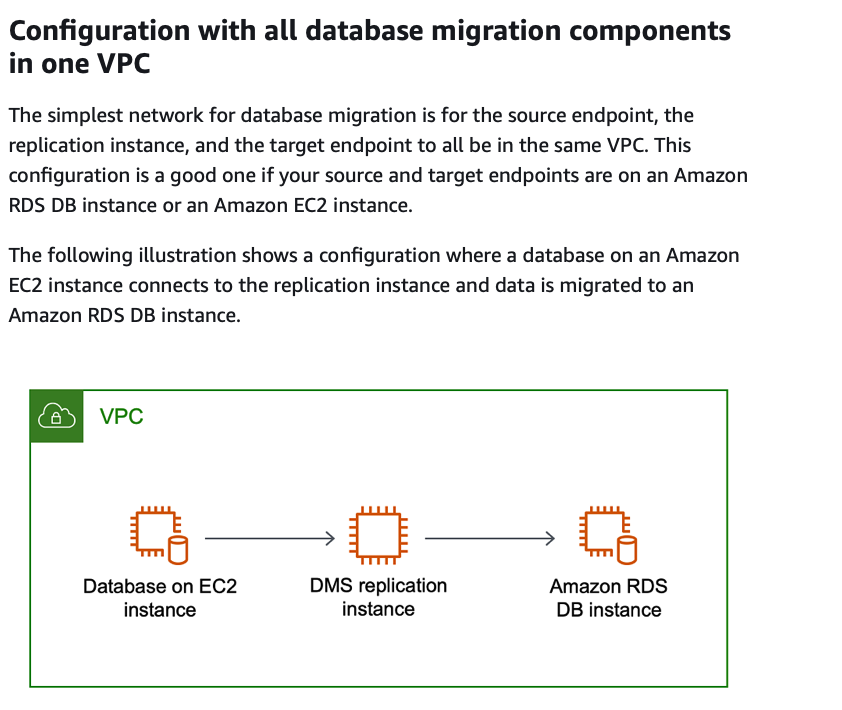 Configuration with all database migration components
in one VPC
The simplest network for database migration is for the source endpoint, the
replication instance, and the target endpoint to all be in the same VPC. This
configuration is a good one if your source and target endpoints are on an Amazon
RDS DB instance or an Amazon EC2 instance.
The following illustration shows a configuration where a database on an Amazon
EC2 instance connects to the replication instance and data is migrated to an
Amazon RDS DB instance.
VPC
Database on EC2
instance
DMS replication
instance
Amazon RDS
DB instance